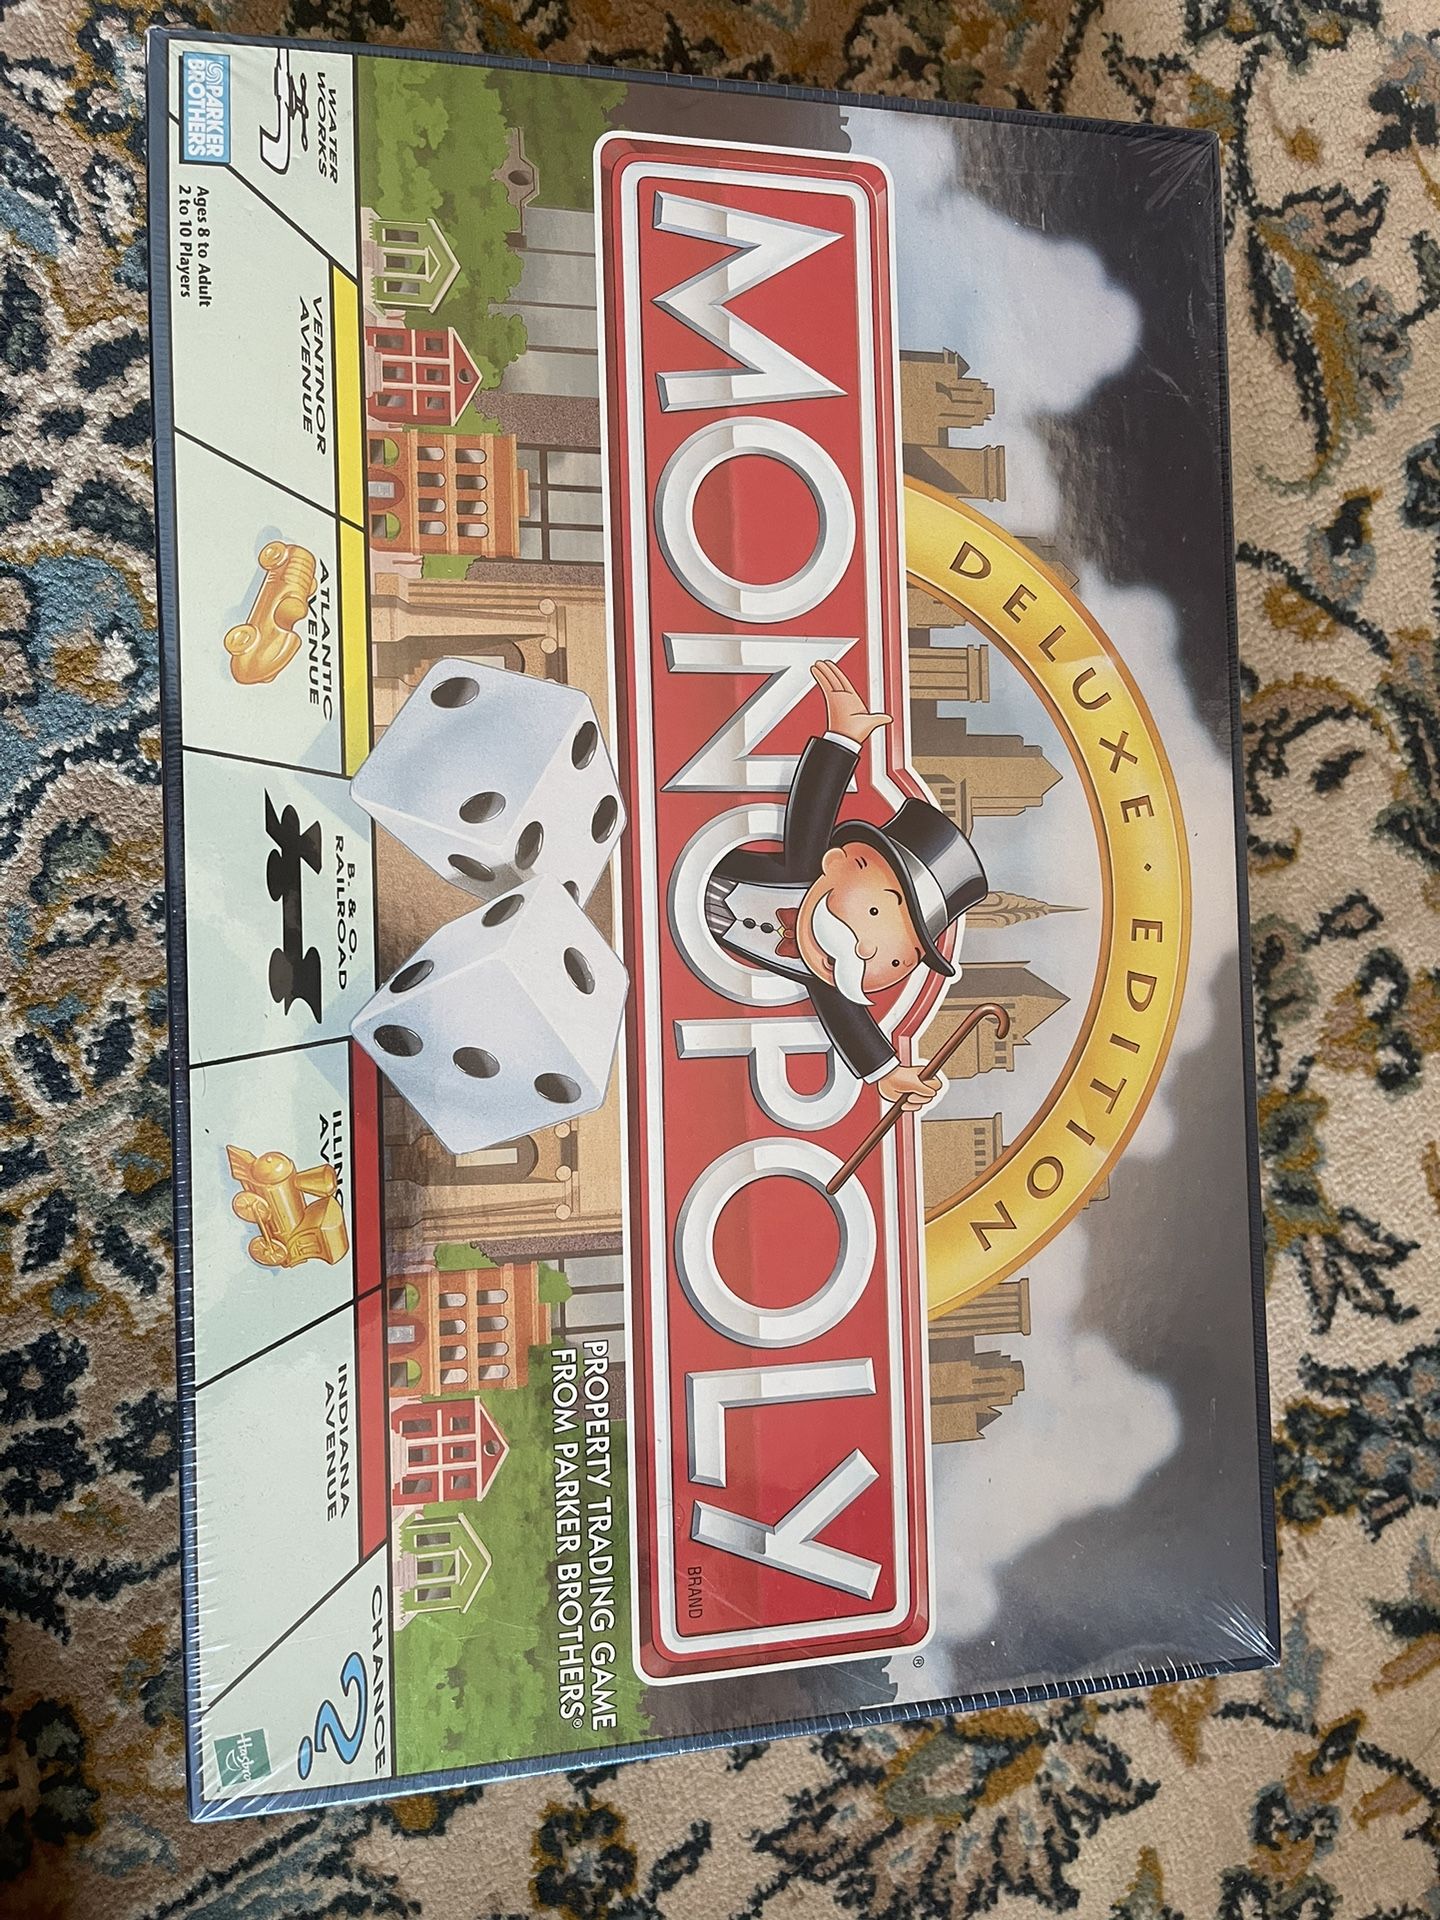 DELUXE · EDITION
MONOPOLY
BRAND
®
PROPERTY TRADING GAME
FROM PARKER BROTHERS®
WATER
WORKS
VENTNOR
AVENUE
ATLANTIC
AVENUE
B. & O.
RAILROAD
INDIANA
AVENUE
CHANCE
?
PARKER
BROTHERS
Ages 8 to Adult
2 to 10 Players
Hasbro